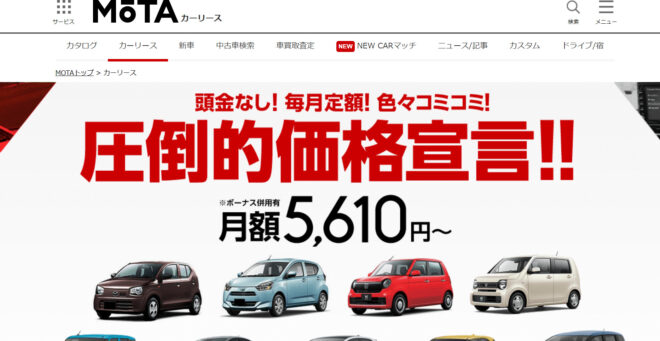 MOTA カーリース
サービス
検索
メニュー
カタログ カーリース 新車 中古車検索 車買取査定 NEW NEW CARマッチ ニュース/記事 カスタム ドライブ/宿
MOTAトップ > カーリース
頭金なし! 毎月定額! 色々コミコミ!
圧倒的価格宣言!!
※ボーナス併用有
月額5,610円〜